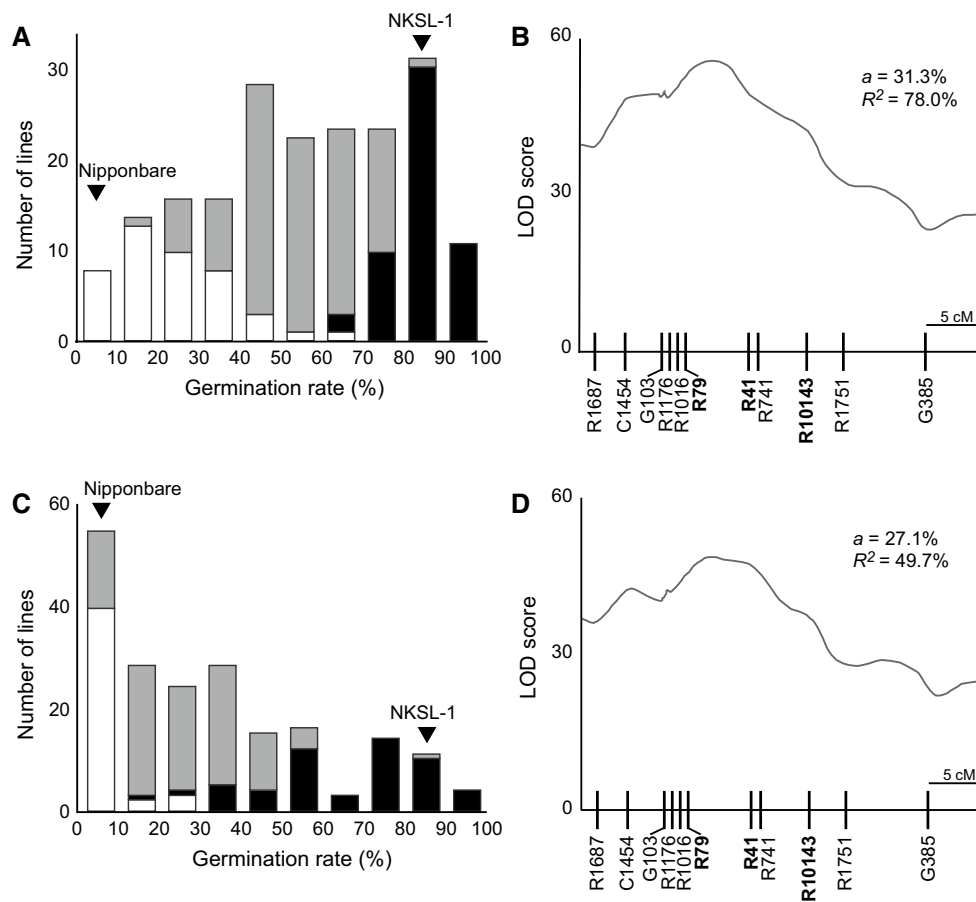 A
NKSL-1
Nipponbare
Number of lines
30
20
10
0
0 10 20 30 40 50 60 70 80 90 100
Germination rate (%)
B
60
30
0
LOD score
a = 31.3%
R² = 78.0%
5 cM
R1687
C1454
G103
R1176
R1016
R79
R41
R741
R10143
R1751
G385
C
Nipponbare
NKSL-1
Number of lines
60
40
20
0
0 10 20 30 40 50 60 70 80 90 100
Germination rate (%)
D
60
30
0
LOD score
a = 27.1%
R² = 49.7%
5 cM
R1687
C1454
G103
R1176
R1016
R79
R41
R741
R10143
R1751
G385